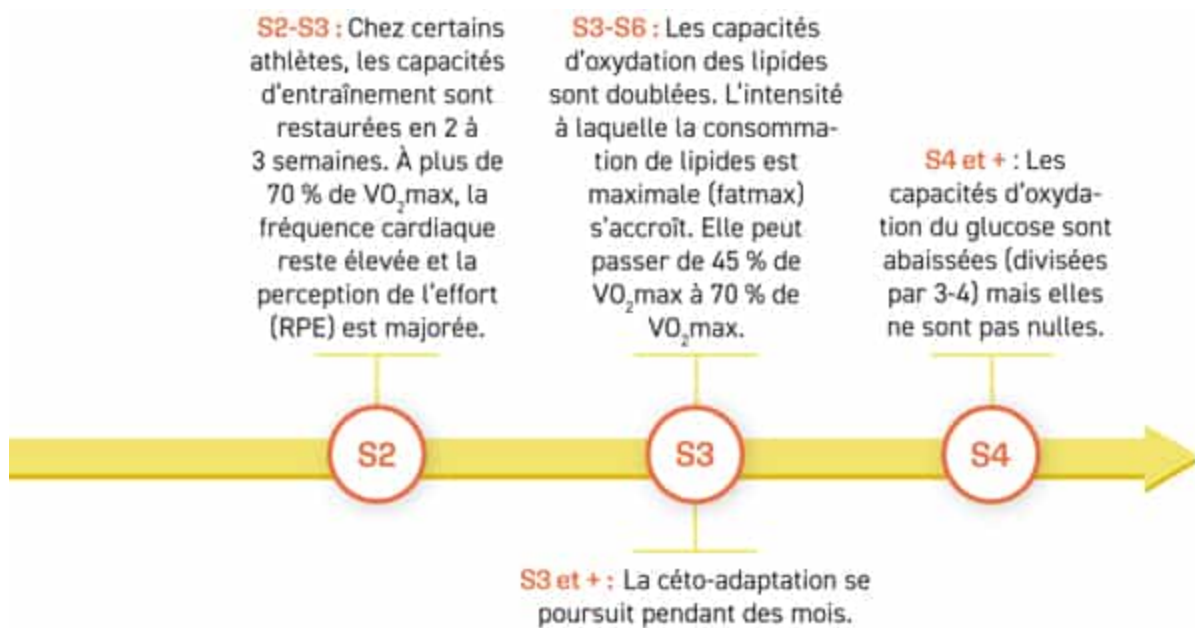 S2-S3 : Chez certains
athlètes, les capacités
d'entraînement sont
restaurées en 2 à
3 semaines. À plus de
70 % de VO₂max, la
fréquence cardiaque
reste élevée et la
perception de l'effort
(RPE) est majorée.
S3-S6 : Les capacités
d'oxydation des lipides
sont doublées. L'intensité
à laquelle la consomma-
tion de lipides est
maximale (fatmax)
s'accroît. Elle peut
passer de 45 % de
VO₂max à 70 % de
VO₂max.
S4 et + : Les
capacités d'oxyda-
tion du glucose sont
abaissées (divisées
par 3-4) mais elles
ne sont pas nulles.
S2
S3
S4
S3 et + : La céto-adaptation se
poursuit pendant des mois.